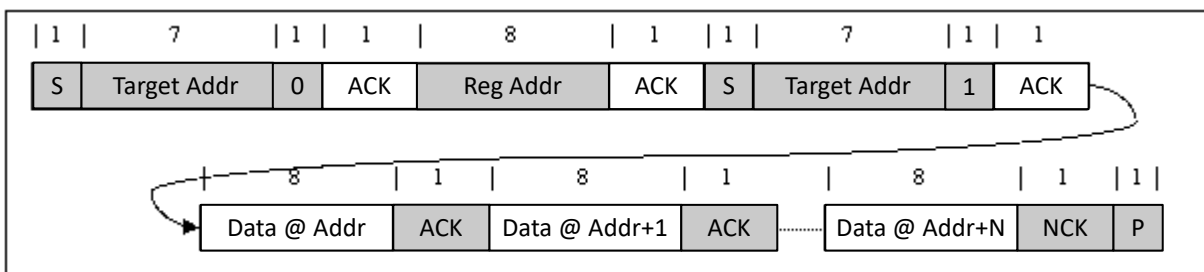 | 1 | 7 | 1 | 1 | 8 | 1 | 1 | 7 | 1 | 1
S Target Addr 0 ACK Reg Addr ACK S Target Addr 1 ACK
8 | 1 | 8 | 1 | 8 | 1 | 1 |
Data @ Addr ACK Data @ Addr+1 ACK Data @ Addr+N NCK P